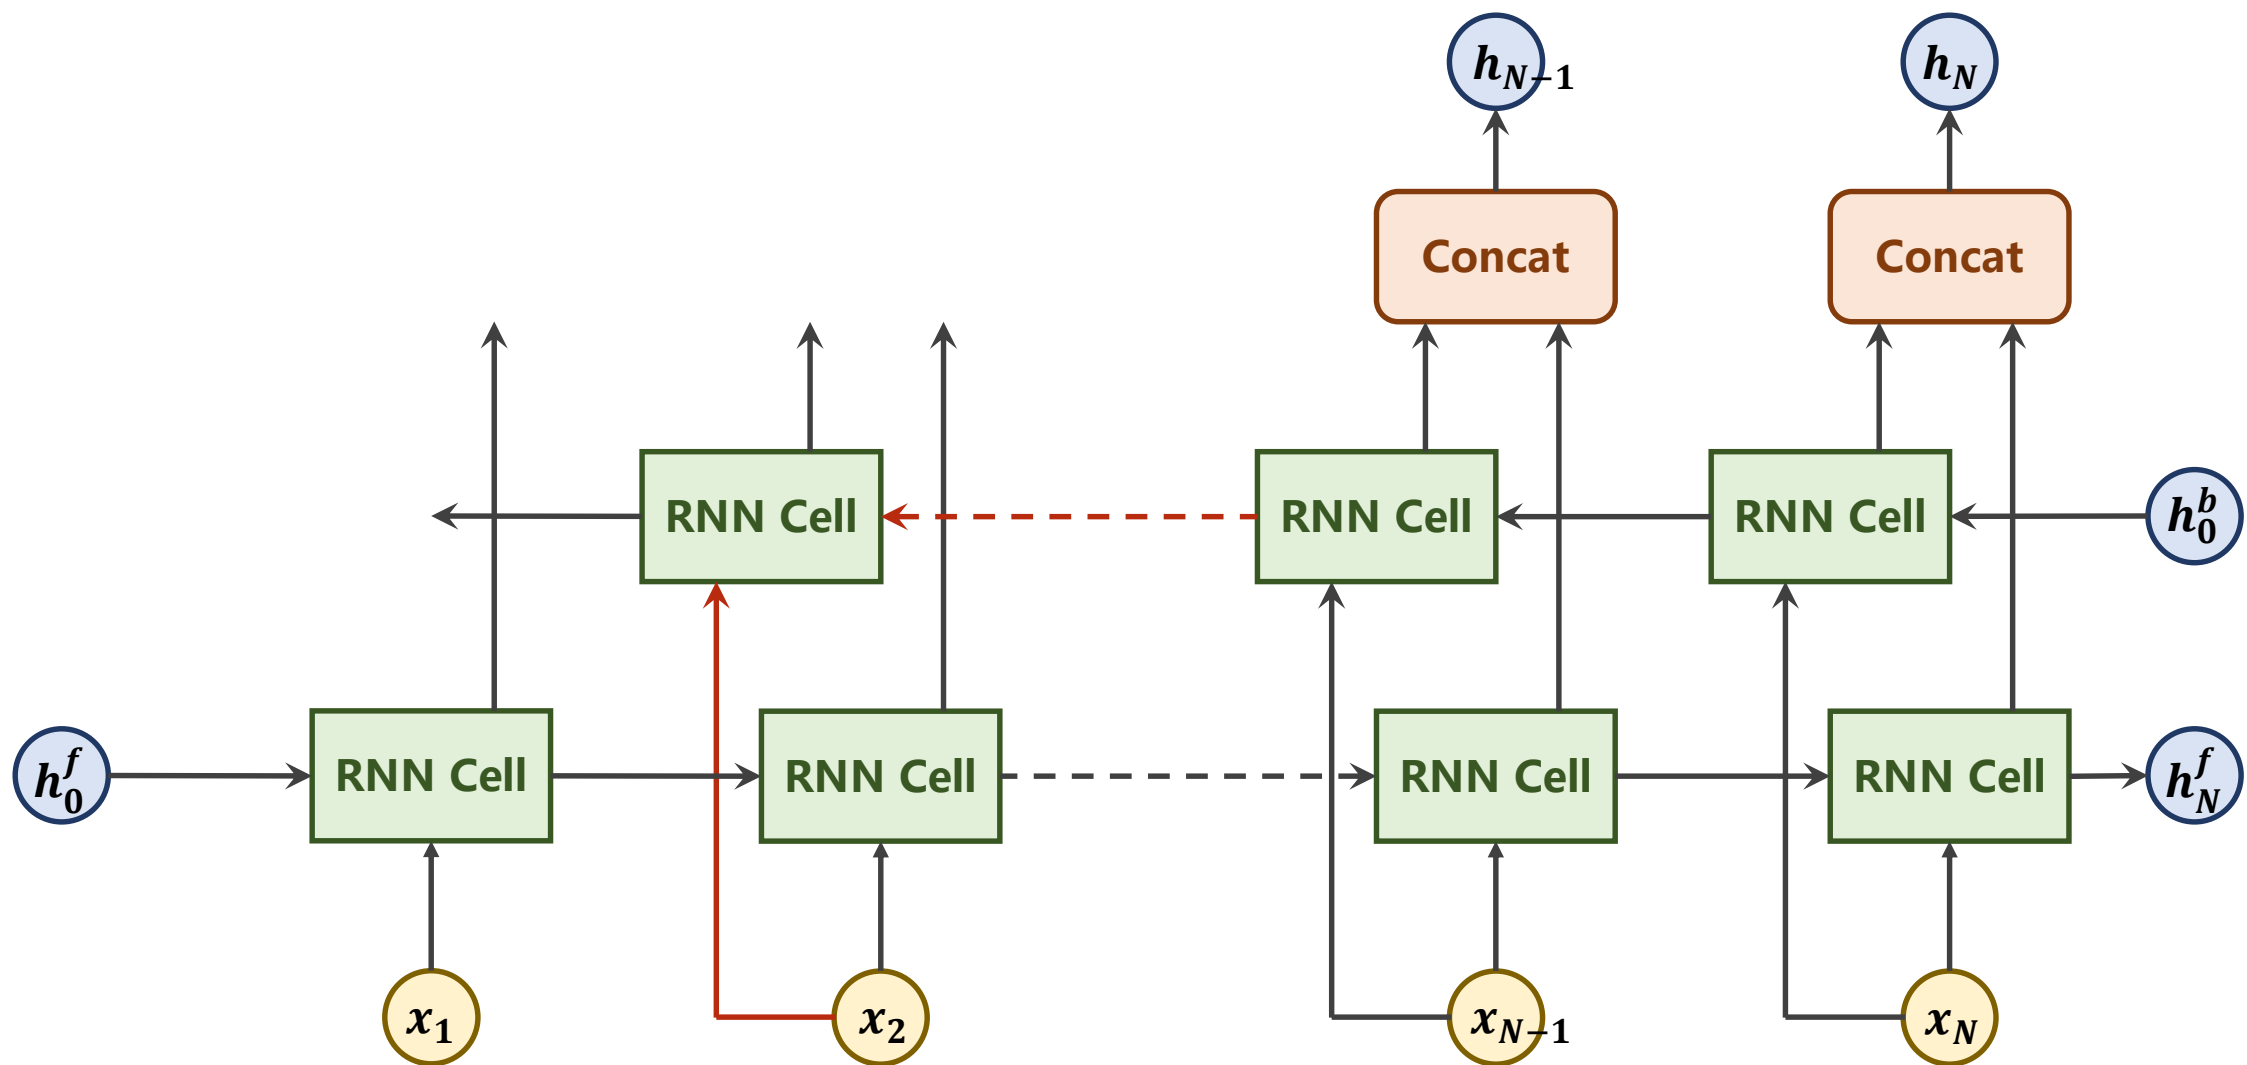 h_{N-1}
h_N
Concat
Concat
RNN Cell
RNN Cell
RNN Cell
h_0^b
h_0^f
RNN Cell
RNN Cell
RNN Cell
RNN Cell
h_N^f
x_1
x_2
x_{N-1}
x_N